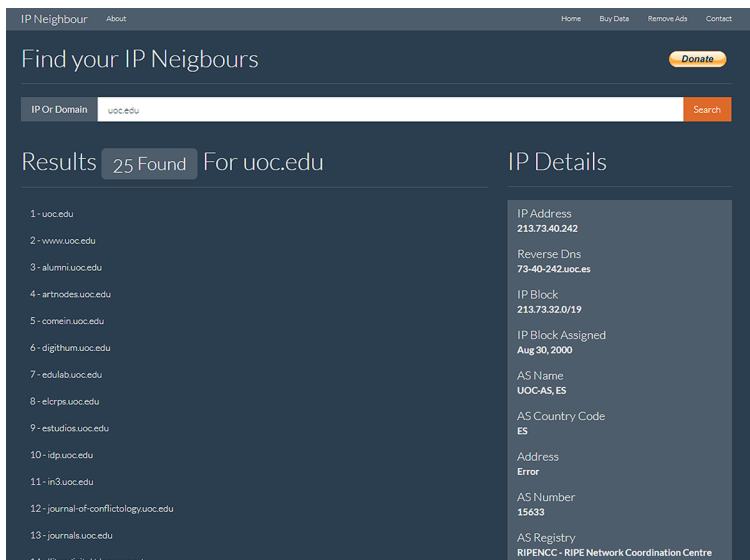 IP Neighbour About Home Buy Data Remove Ads Contact
Find your IP Neigbours
Donate
IP Or Domain uoc.edu Search
Results 25 Found For uoc.edu
IP Details
1 - uoc.edu
2 - www.uoc.edu
3 - alumni.uoc.edu
4 - artnodes.uoc.edu
5 - comein.uoc.edu
6 - digithum.uoc.edu
7 - edulab.uoc.edu
8 - elcrps.uoc.edu
9 - estudios.uoc.edu
10 - idp.uoc.edu
11 - in3.uoc.edu
12 - journal-of-conflictology.uoc.edu
13 - journals.uoc.edu
IP Address
213.73.40.242
Reverse Dns
73-40-242.uoc.es
IP Block
213.73.32.0/19
IP Block Assigned
Aug 30, 2000
AS Name
UOC-AS, ES
AS Country Code
ES
Address
Error
AS Number
15633
AS Registry
RIPENCC - RIPE Network Coordination Centre